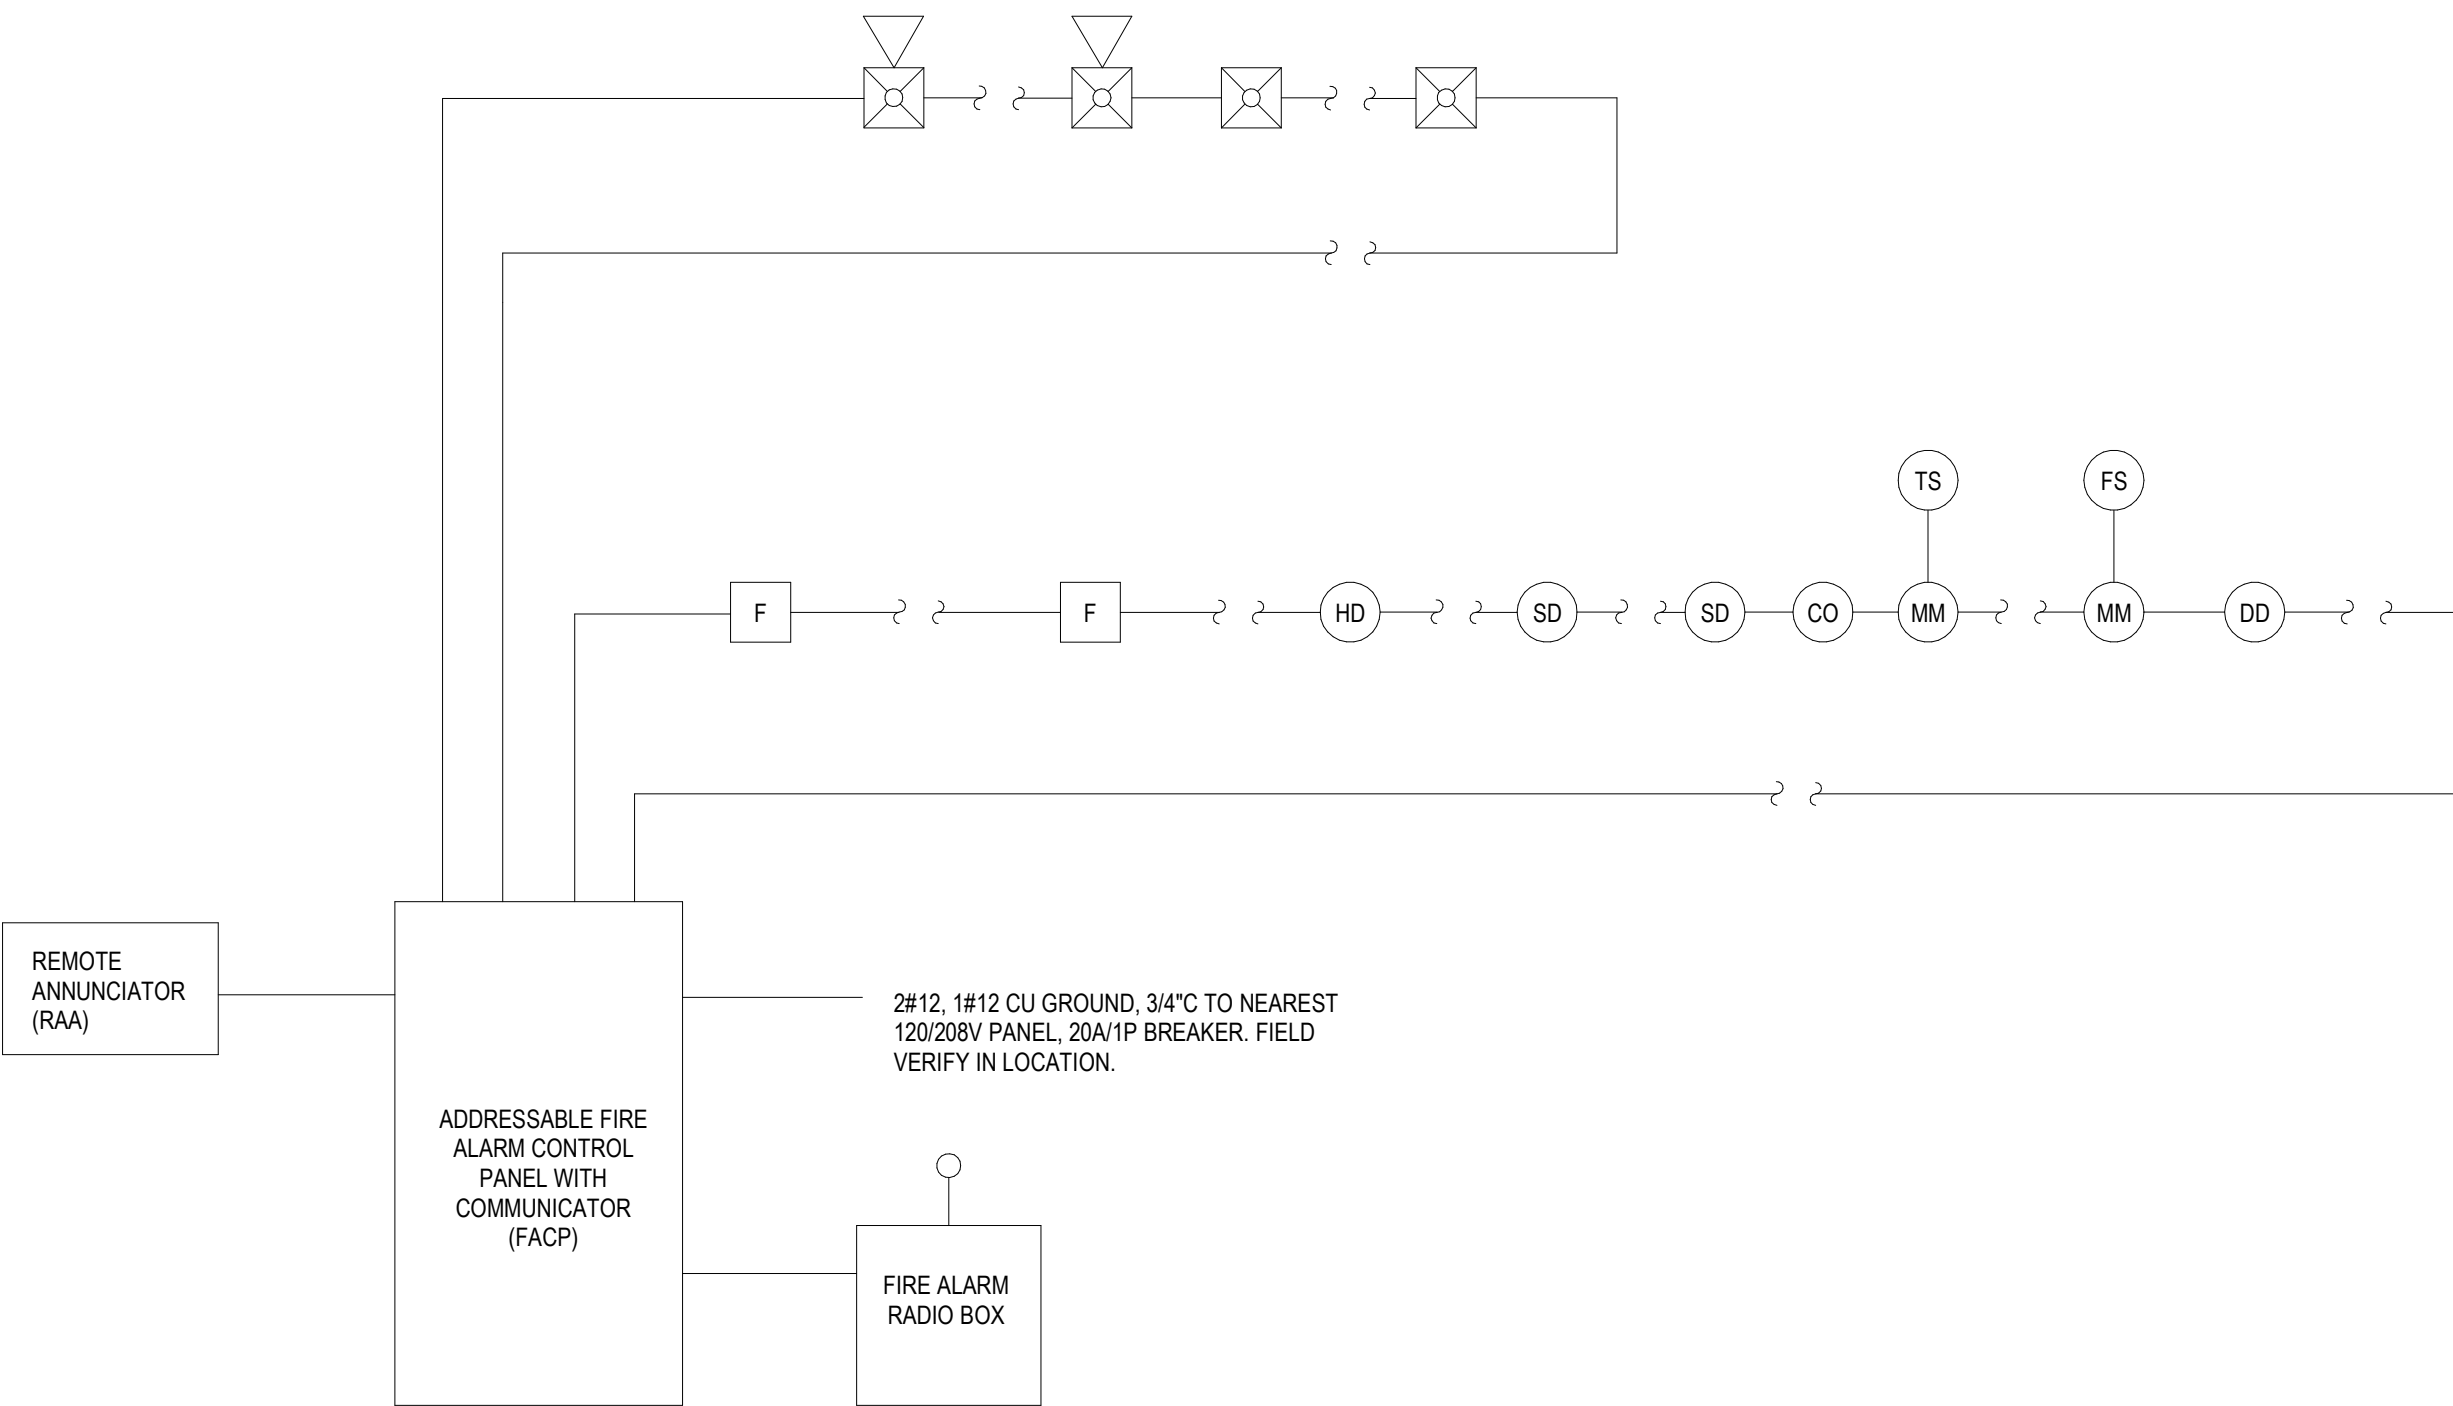 TS
FS
F
F
HD
SD
SD
CO
MM
MM
DD
REMOTE
ANNUNCIATOR
(RAA)
2#12, 1#12 CU GROUND, 3/4"C TO NEAREST
120/208V PANEL, 20A/1P BREAKER. FIELD
VERIFY IN LOCATION.
ADDRESSABLE FIRE
ALARM CONTROL
PANEL WITH
COMMUNICATOR
(FACP)
FIRE ALARM
RADIO BOX